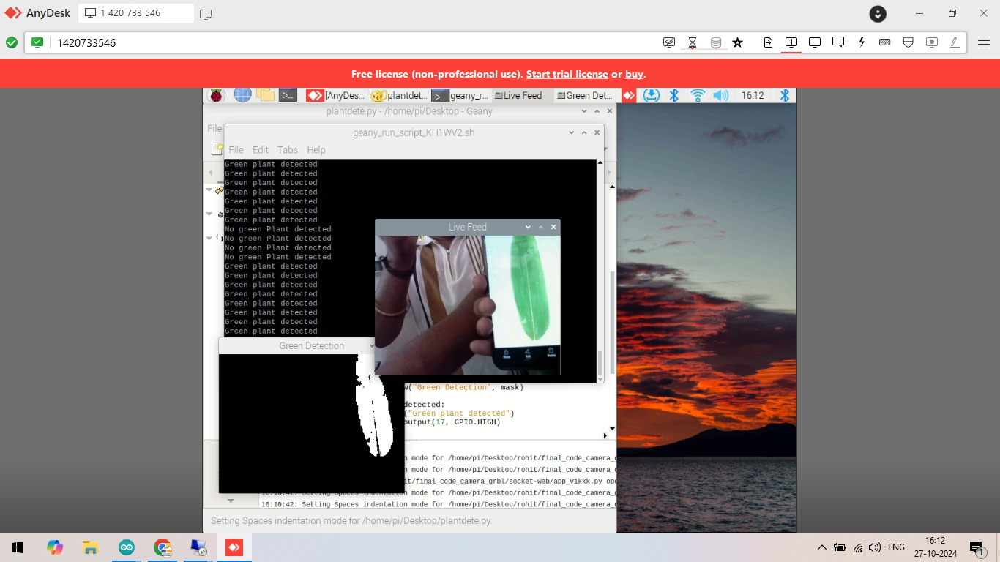 AnyDesk
1 420 733 546
1420733546
Free license (non-professional use). Start trial license or buy.
[AnyDes...
plantdet...
geany_r...
Live Feed
Green Det...
16:12
plantdete.py - /home/pi/Desktop - Geany
File
geany_run_script_KH1WV2.sh
File Edit Tabs Help
Green plant detected
Green plant detected
Green plant detected
Green plant detected
Green plant detected
Green plant detected
Green plant detected
No green Plant detected
No green Plant detected
No green Plant detected
No green Plant detected
Green plant detected
Green plant detected
Green plant detected
Green plant detected
Green plant detected
Green plant detected
Green plant detected
Green plant detected
Live Feed
Share Edit Delete
Green Detection
w("Green Detection", mask)
detected:
("Green plant detected")
output(17, GPIO.HIGH)
n mode for /home/pi/Desktop/rohit/final_code_camera_g
n mode for /home/pi/Desktop/rohit/final_code_camera_g
it/final_code_camera_grbl/socket-web/app_v1kkk.py ope
16:10:42: Setting Spaces indentation mode for /home/pi/Desktop/rohit/final_code_camera_g
16:10:42: Setting Spaces indentation mode for /home/pi/Desktop/rohit/final_code_camera_g
Setting Spaces indentation mode for /home/pi/Desktop/plantdete.py.
ENG
16:12
27-10-2024
1